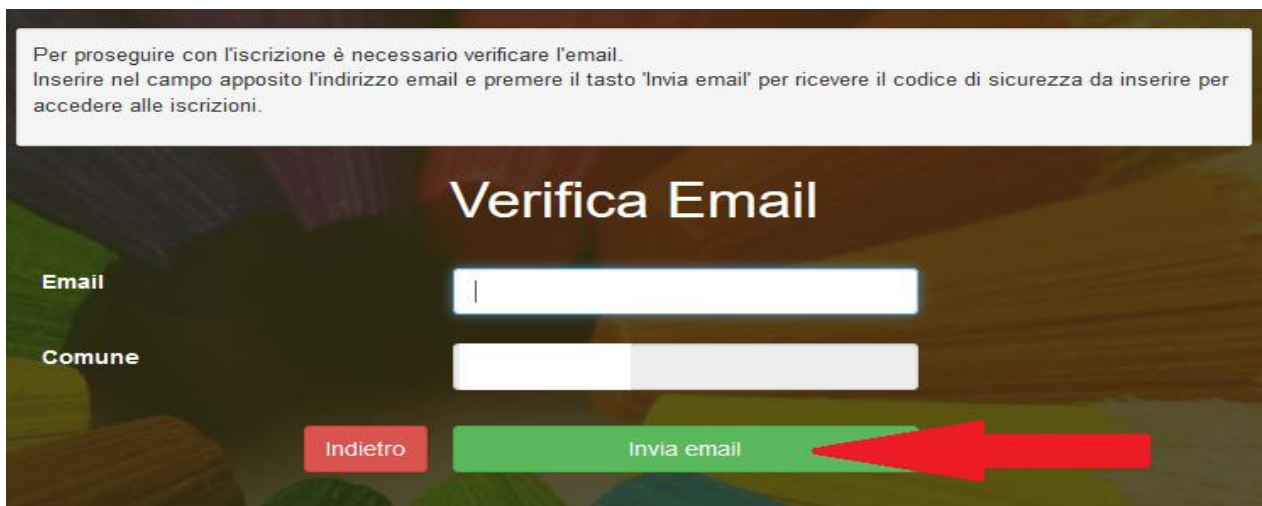 Per proseguire con l'iscrizione è necessario verificare l'email.
Inserire nel campo apposito l'indirizzo email e premere il tasto 'Invia email' per ricevere il codice di sicurezza da inserire per
accedere alle iscrizioni.
Verifica Email
Email
Comune
Indietro
Invia email